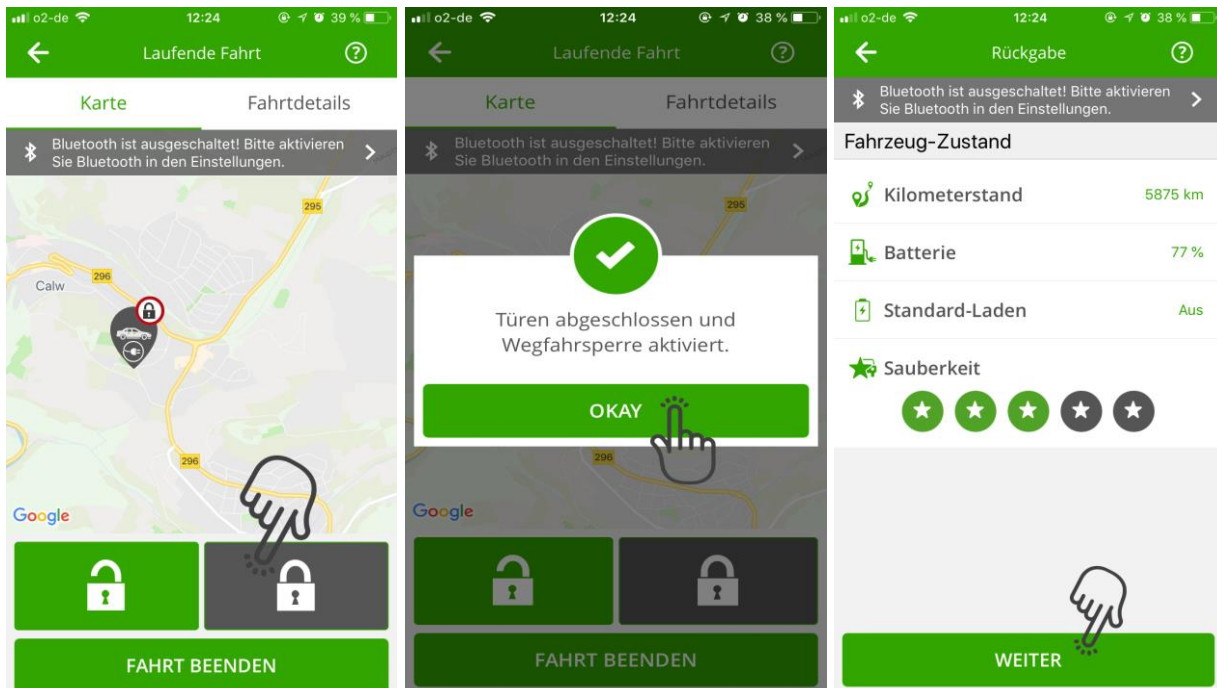 o2-de 12:24 39 %
Laufende Fahrt
Karte Fahrtdetails
Bluetooth ist ausgeschaltet! Bitte aktivieren
Sie Bluetooth in den Einstellungen.
295
296
Calw
296
Google
FAHRT BEENDEN
o2-de 12:24 38 %
Laufende Fahrt
Karte Fahrtdetails
Bluetooth ist ausgeschaltet! Bitte aktivieren
Sie Bluetooth in den Einstellungen.
295
Türen abgeschlossen und
Wegfahrsperre aktiviert.
OKAY
296
Google
FAHRT BEENDEN
o2-de 12:24 38 %
Rückgabe
Bluetooth ist ausgeschaltet! Bitte aktivieren
Sie Bluetooth in den Einstellungen.
Fahrzeug-Zustand
Kilometerstand 5875 km
Batterie 77 %
Standard-Laden Aus
Sauberkeit
WEITER